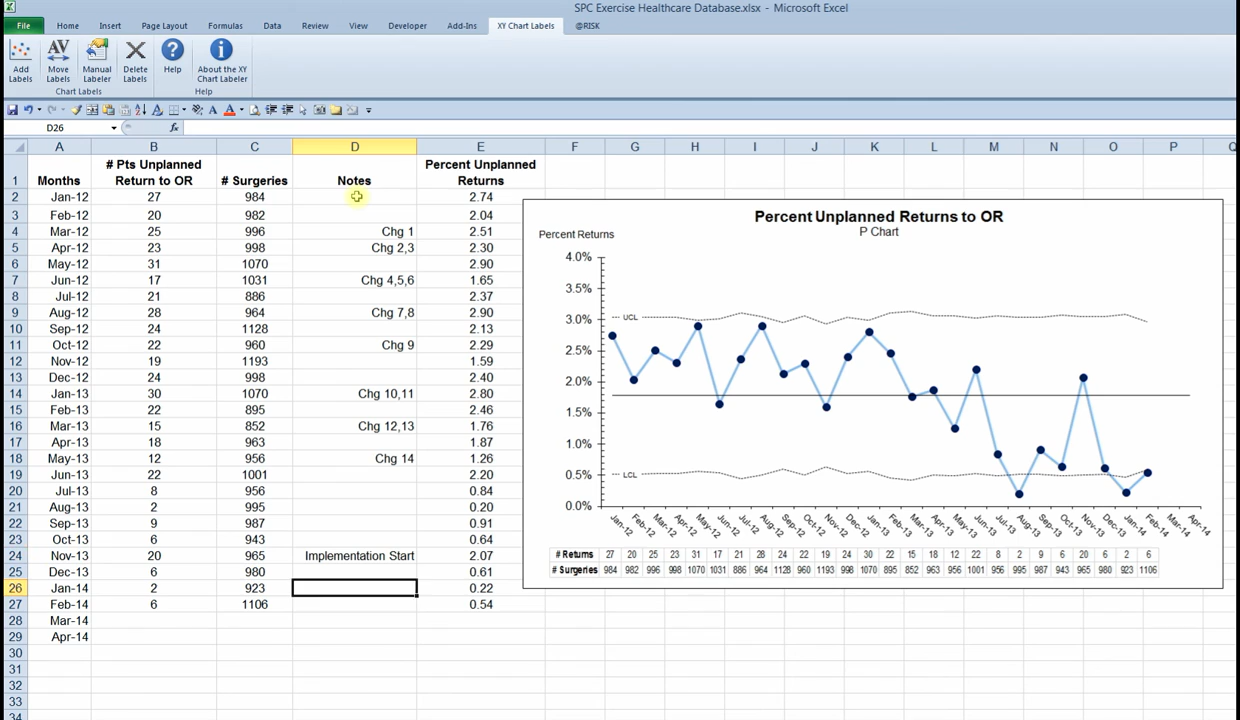 SPC Exercise Healthcare Database.xlsx - Microsoft Excel
File Home Insert Page Layout Formulas Data Review View Developer Add-Ins XY Chart Labels @RISK
Add Labels Move Labels Manual Labeler Delete Labels Help About the XY Chart Labeler
Chart Labels Help
D26 fx
A B C D E F G H I J K L M N O P Q
1 Months # Pts Unplanned Return to OR # Surgeries Notes Percent Unplanned Returns
2 Jan-12 27 984 2.74
3 Feb-12 20 982 2.04
4 Mar-12 25 996 Chg 1 2.51
5 Apr-12 23 998 Chg 2,3 2.30
6 May-12 31 1070 2.90
7 Jun-12 17 1031 Chg 4,5,6 1.65
8 Jul-12 21 886 2.37
9 Aug-12 28 964 Chg 7,8 2.90
10 Sep-12 24 1128 2.13
11 Oct-12 22 960 Chg 9 2.29
12 Nov-12 19 1193 1.59
13 Dec-12 24 998 2.40
14 Jan-13 30 1070 Chg 10,11 2.80
15 Feb-13 22 895 2.46
16 Mar-13 15 852 Chg 12,13 1.76
17 Apr-13 18 963 1.87
18 May-13 12 956 Chg 14 1.26
19 Jun-13 22 1001 2.20
20 Jul-13 8 956 0.84
21 Aug-13 2 995 0.20
22 Sep-13 9 987 0.91
23 Oct-13 6 943 0.64
24 Nov-13 20 965 Implementation Start 2.07
25 Dec-13 6 980 0.61
26 Jan-14 2 923 0.22
27 Feb-14 6 1106 0.54
28 Mar-14
29 Apr-14
30
31
32
33
34
Percent Unplanned Returns to OR
P Chart
Percent Returns
4.0%
3.5%
3.0%
2.5%
2.0%
1.5%
1.0%
0.5%
0.0%
UCL
LCL
Jan-12 Feb-12 Mar-12 Apr-12 May-12 Jun-12 Jul-12 Aug-12 Sep-12 Oct-12 Nov-12 Dec-12 Jan-13 Feb-13 Mar-13 Apr-13 May-13 Jun-13 Jul-13 Aug-13 Sep-13 Oct-13 Nov-13 Dec-13 Jan-14 Feb-14 Mar-14 Apr-14
# Returns 27 20 25 23 31 17 21 28 24 22 19 24 30 22 15 18 12 22 8 2 9 6 20 6 2 6
# Surgeries 984 982 996 998 1070 1031 886 964 1128 960 1193 998 1070 895 852 963 956 1001 956 995 987 943 965 980 923 1106